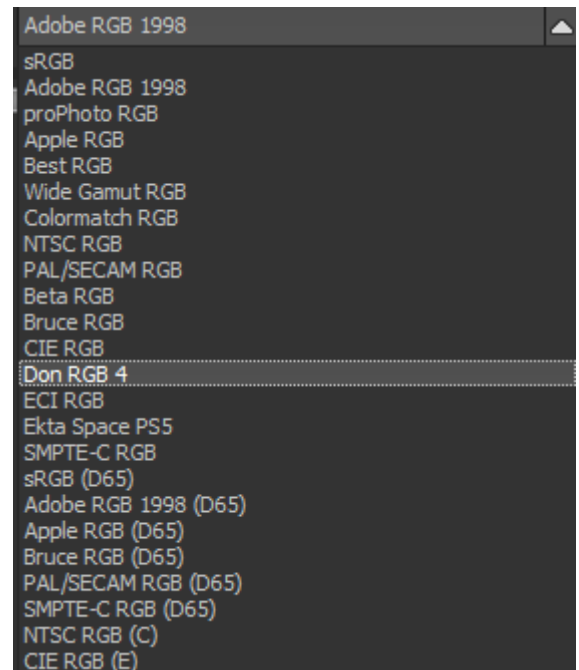 Adobe RGB 1998
sRGB
Adobe RGB 1998
proPhoto RGB
Apple RGB
Best RGB
Wide Gamut RGB
Colormatch RGB
NTSC RGB
PAL/SECAM RGB
Beta RGB
Bruce RGB
CIE RGB
Don RGB 4
ECI RGB
Ekta Space PS5
SMPTE-C RGB
sRGB (D65)
Adobe RGB 1998 (D65)
Apple RGB (D65)
Bruce RGB (D65)
PAL/SECAM RGB (D65)
SMPTE-C RGB (D65)
NTSC RGB (C)
CIE RGB (E)